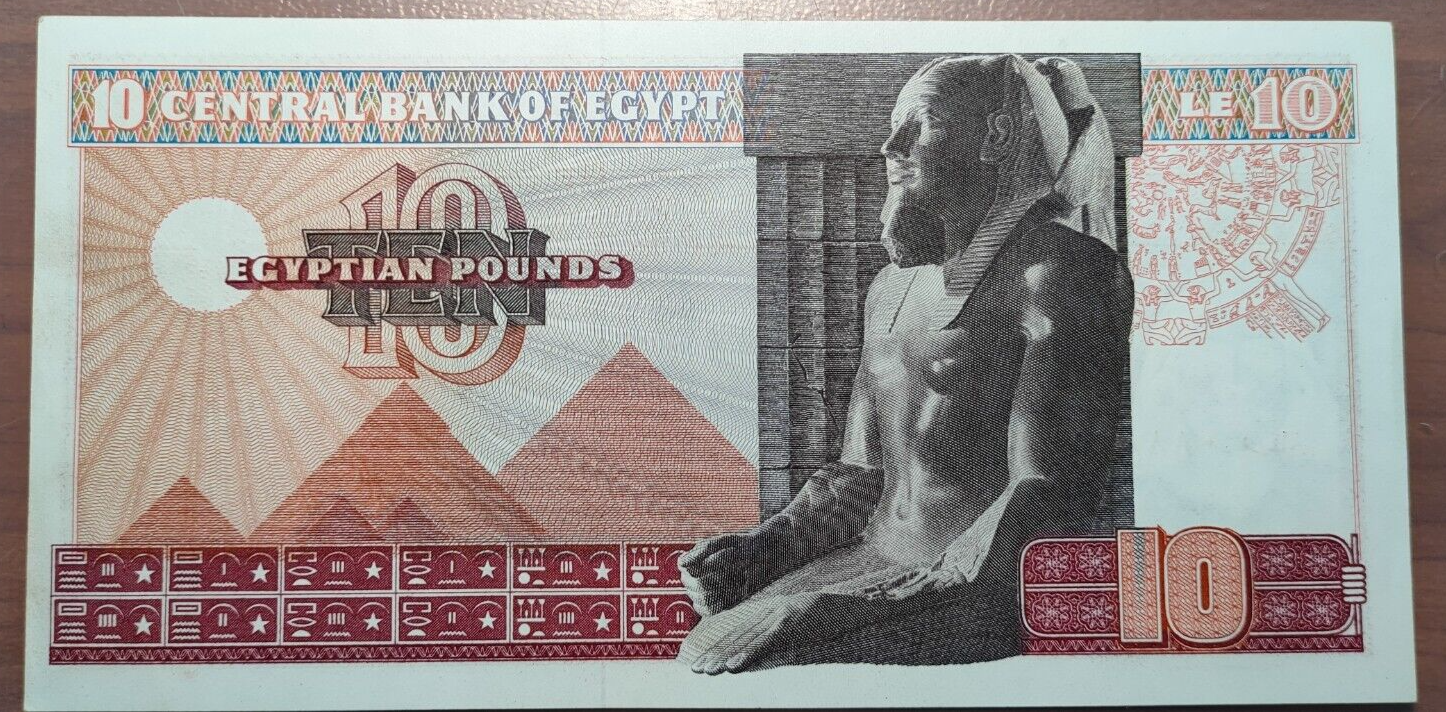 10 CENTRAL BANK OF EGYPT
LE 10
10
TEN
EGYPTIAN POUNDS
10